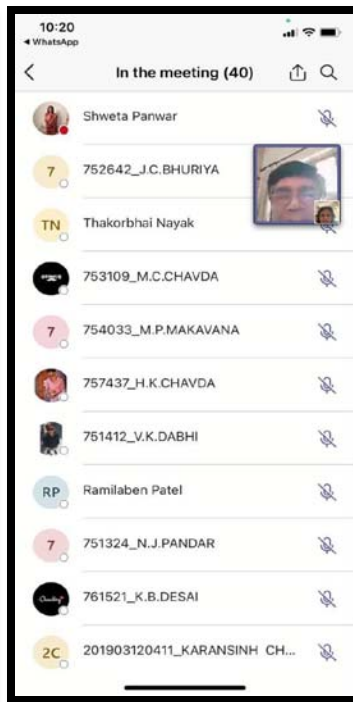 10:20
WhatsApp
In the meeting (40)
Shweta Panwar
7 752642_J.C.BHURIYA
TN Thakorbhai Nayak
753109_M.C.CHAVDA
7 754033_M.P.MAKAVANA
757437_H.K.CHAVDA
751412_V.K.DABHI
RP Ramilaben Patel
7 751324_N.J.PANDAR
761521_K.B.DESAI
2C 201903120411_KARANSINH CH...